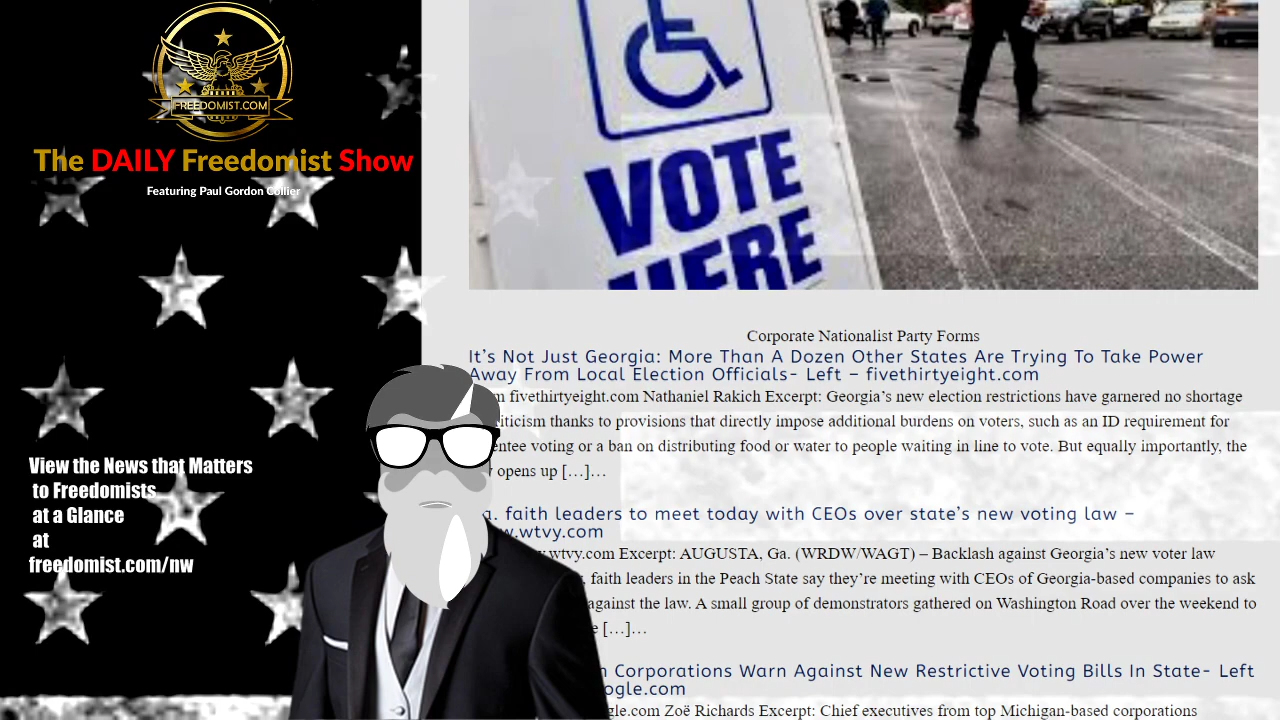 FREEDOMIST.COM
The DAILY Freedomist Show
Featuring Paul Gordon Collier
View the News that Matters
to Freedomists
at a Glance
at
freedomist.com/nw
VOTE
HERE
Corporate Nationalist Party Forms
It's Not Just Georgia: More Than A Dozen Other States Are Trying To Take Power
Away From Local Election Officials- Left – fivethirtyeight.com
fivethirtyeight.com Nathaniel Rakich Excerpt: Georgia's new election restrictions have garnered no shortage
thanks to provisions that directly impose additional burdens on voters, such as an ID requirement for
voting or a ban on distributing food or water to people waiting in line to vote. But equally importantly, the
opens up […]…
faith leaders to meet today with CEOs over state's new voting law –
wtvy.com Excerpt: AUGUSTA, Ga. (WRDW/WAGT) – Backlash against Georgia's new voter law
faith leaders in the Peach State say they're meeting with CEOs of Georgia-based companies to ask
against the law. A small group of demonstrators gathered on Washington Road over the weekend to
[…]…
Corporations Warn Against New Restrictive Voting Bills In State- Left
Zoë Richards Excerpt: Chief executives from top Michigan-based corporations